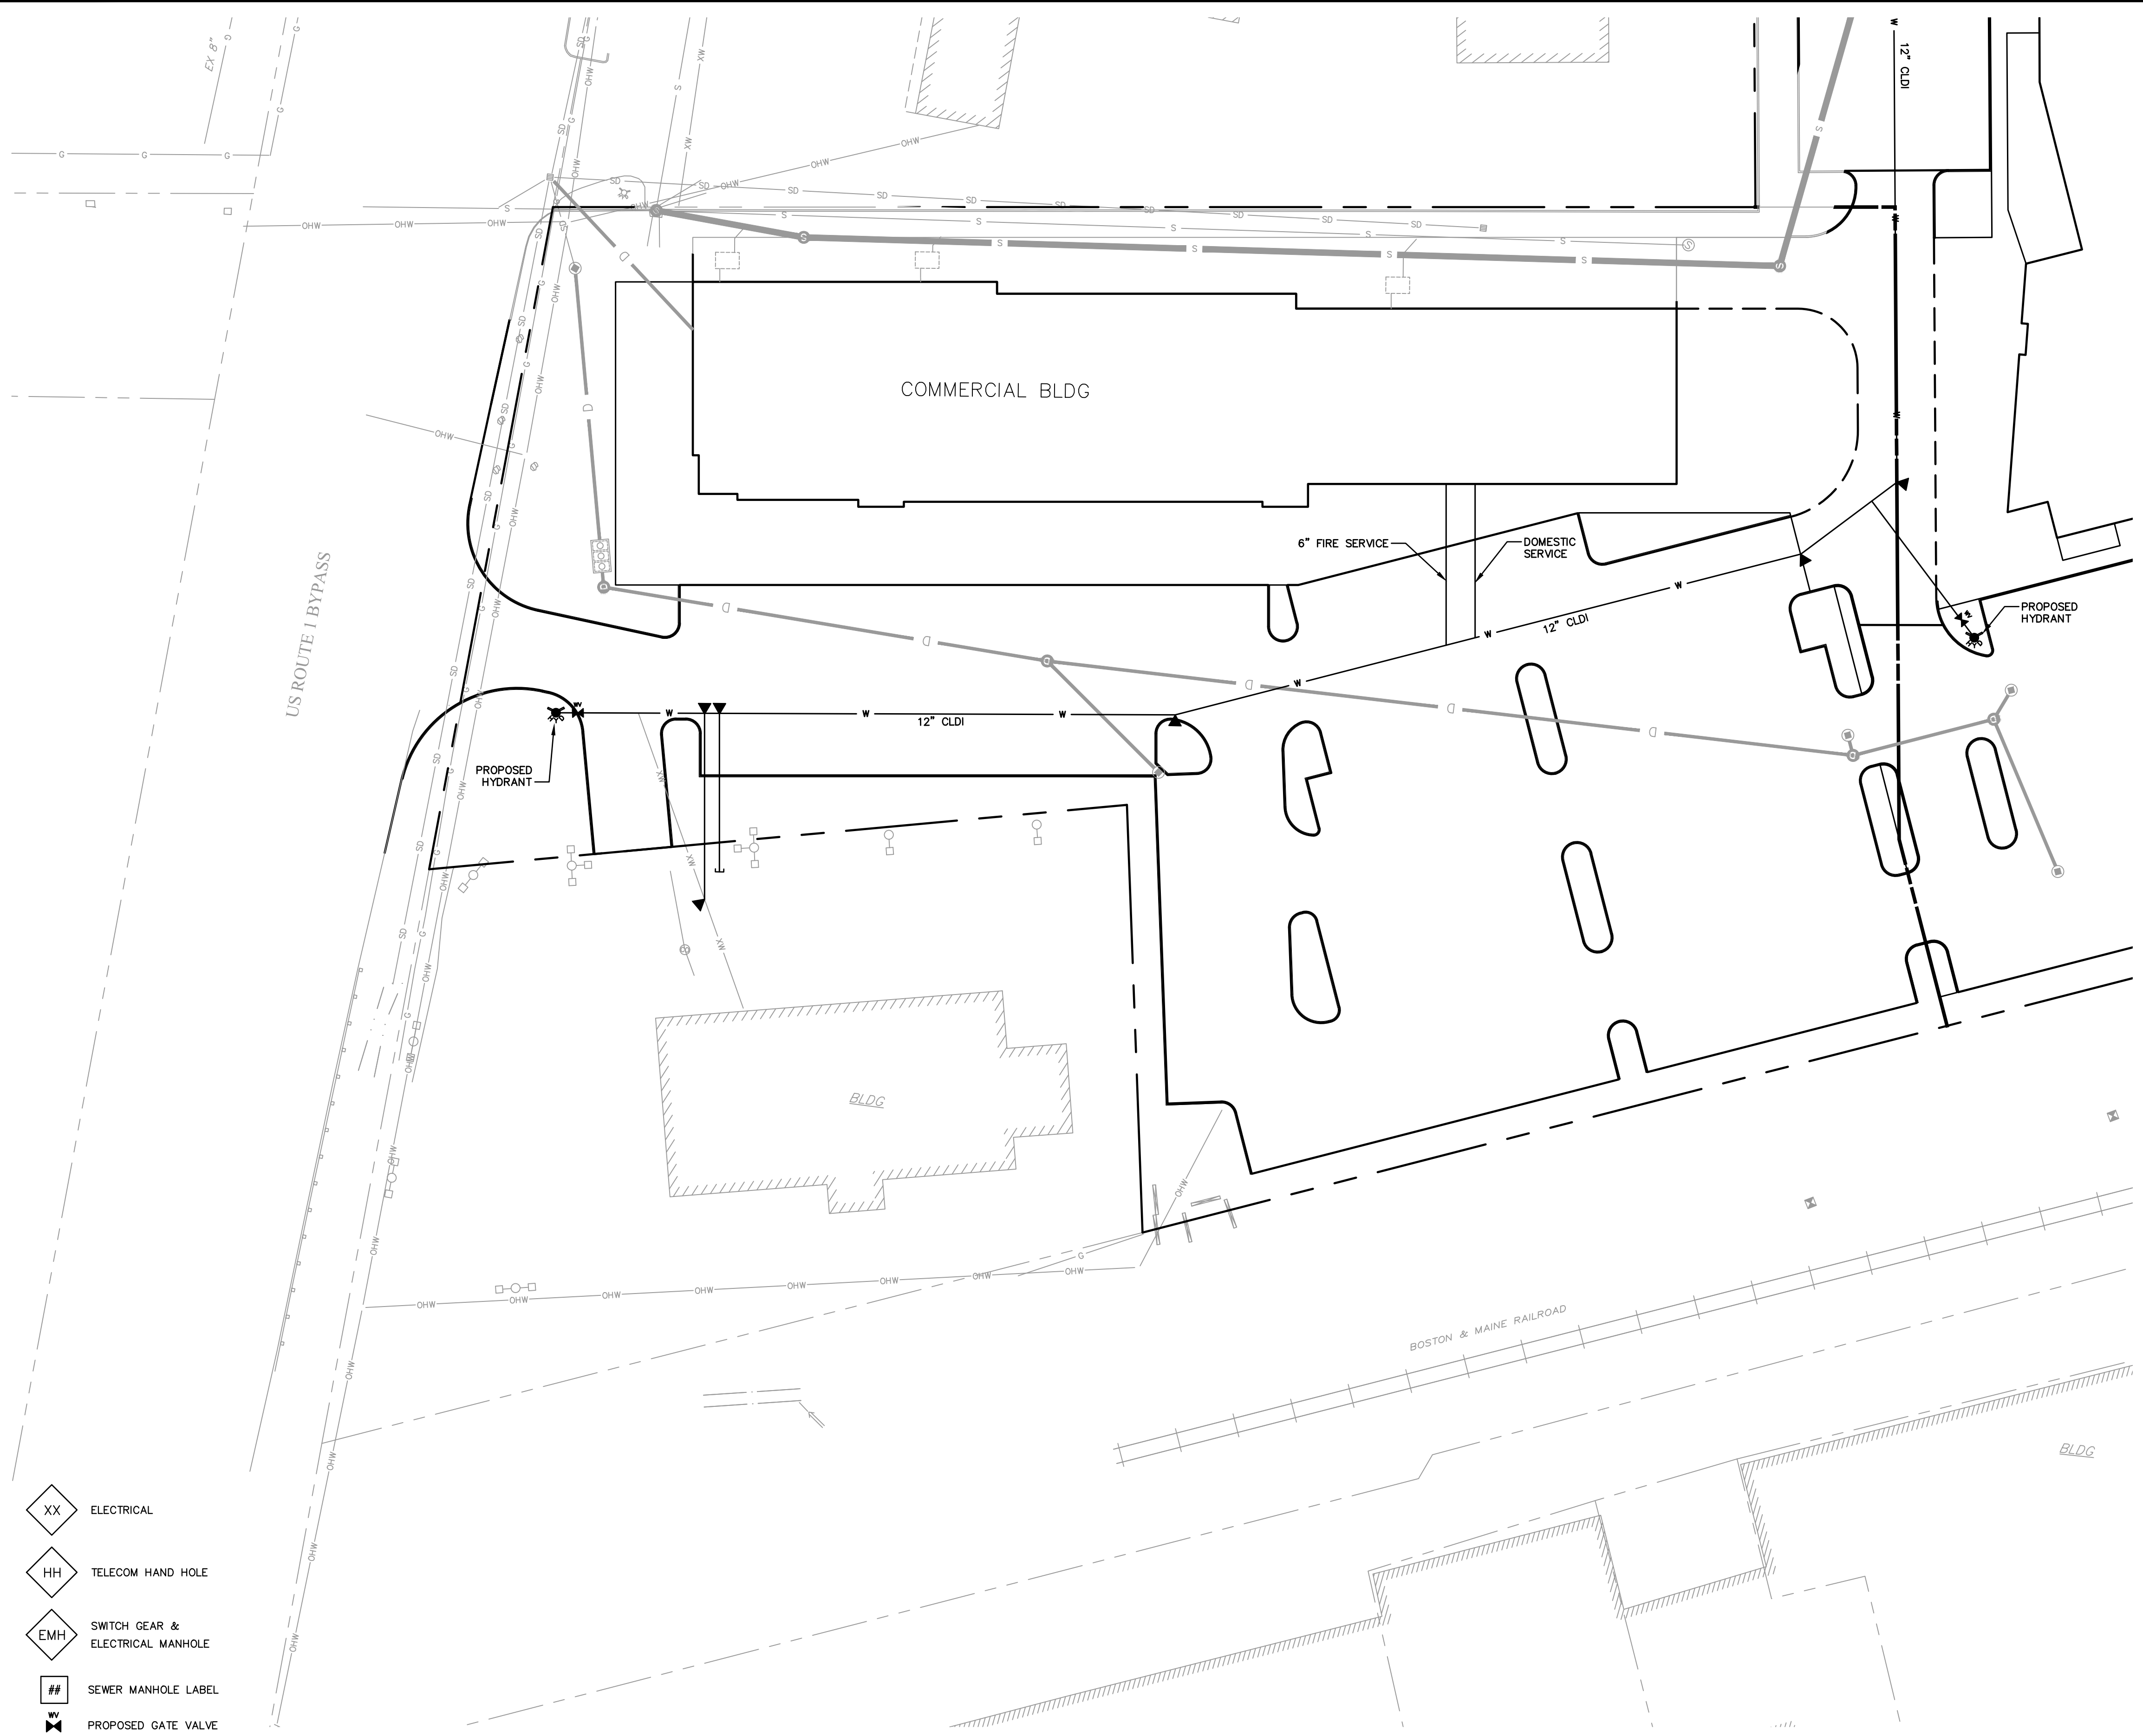 EX 8"
12" CLDI
COMMERCIAL BLDG
6" FIRE SERVICE
DOMESTIC
SERVICE
12" CLDI
PROPOSED
HYDRANT
US ROUTE 1 BYPASS
12" CLDI
PROPOSED
HYDRANT
BLDG
BOSTON & MAINE RAILROAD
BLDG
XX ELECTRICAL
HH TELECOM HAND HOLE
EMH SWITCH GEAR &
ELECTRICAL MANHOLE
## SEWER MANHOLE LABEL
WV
PROPOSED GATE VALVE